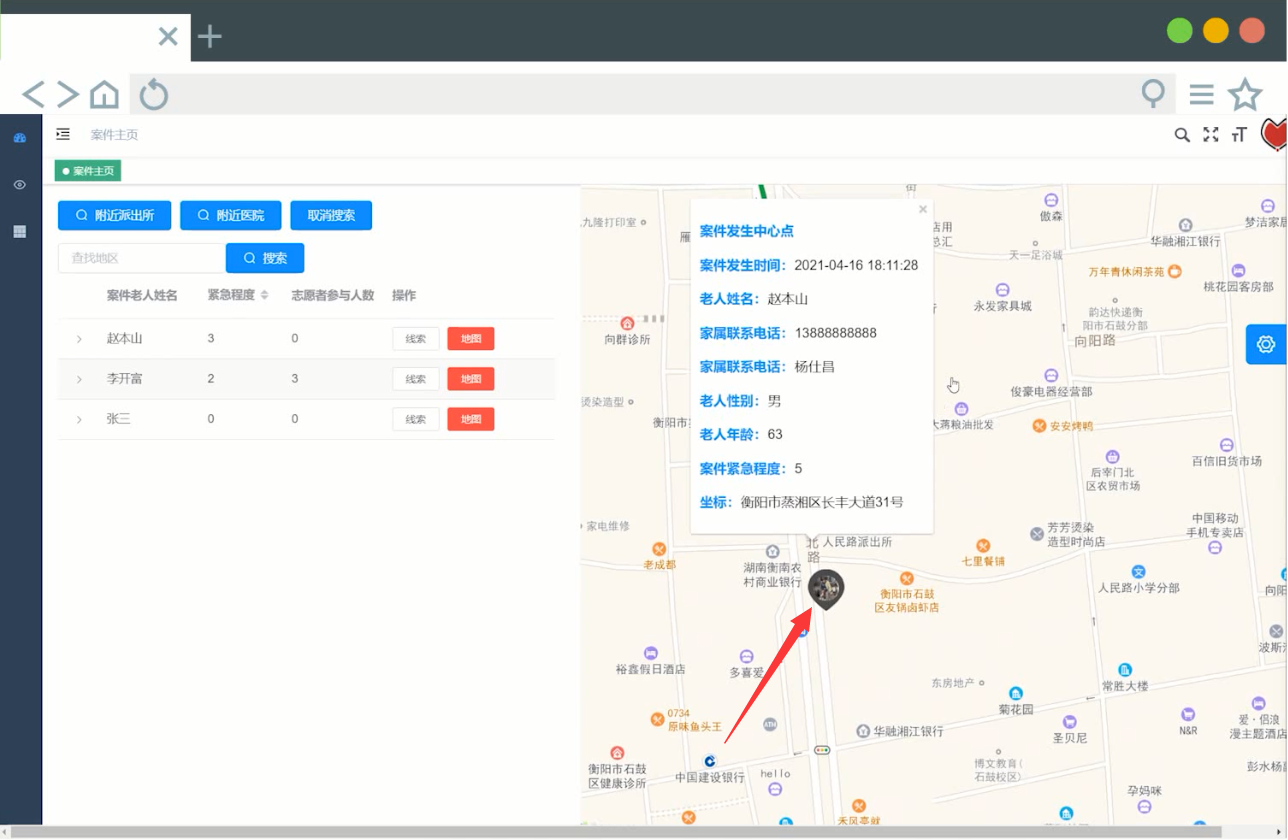 案件主页
案件主页
附近派出所
附近医院
取消搜索
查找地区
搜索
案件老人姓名 紧急程度 志愿者参与人数 操作
赵本山 3 0 线索 地图
李开富 2 3 线索 地图
张三 0 0 线索 地图
案件发生中心点
案件发生时间：2021-04-16 18:11:28
老人姓名：赵本山
家属联系电话：13888888888
家属联系电话：杨仕昌
老人性别：男
老人年龄：63
案件紧急程度：5
坐标：衡阳市蒸湘区长丰大道31号
九隆打印室
雁
街
店用
总汇
傲森
梦洁家居
华融湘江银行
天一足浴城
万年青休闲茶苑
桃花园客房部
永发家具城
韵达快递衡
阳市石鼓分部
向阳路
向群诊所
俊豪电器经营部
烫染造型
衡阳市
大蒋粮油批发
安安烤鸭
百信旧货市场
后宰门北
区农贸市场
家电维修
中国移动
手机专卖店
芳芳烫染
造型时尚店
北
路
人民路派出所
老成都
湖南衡南农
村商业银行
七里餐铺
人民路小学分部
衡阳市石鼓
区友锅卤虾店
向阳
波斯
裕鑫假日酒店
多喜爱
东房地产
常胜大楼
菊花园
0734
原味鱼头王
ATM
华融湘江银行
圣贝尼
N&R
爱·侣浪
漫主题酒店
衡阳市石鼓
区健康诊所
中国建设银行
hello
博文教育(
石鼓校区)
彭水杨
孕妈咪
禾风亭